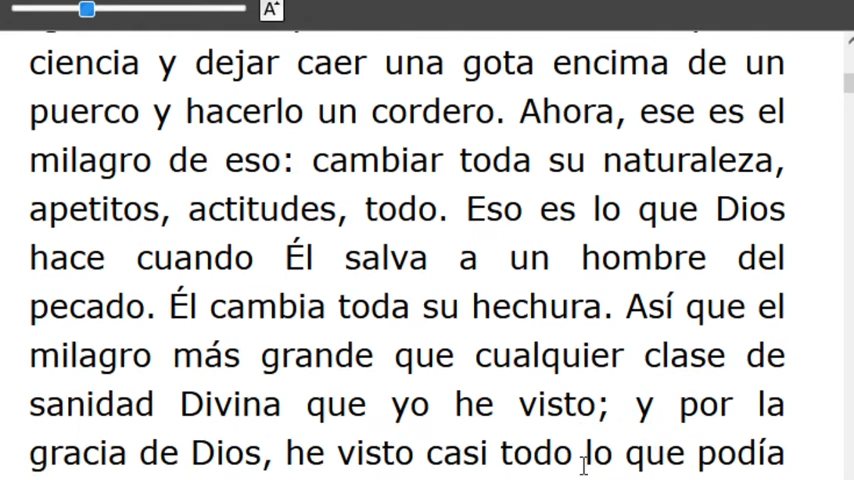 A
ciencia y dejar caer una gota encima de un
puerco y hacerlo un cordero. Ahora, ese es el
milagro de eso: cambiar toda su naturaleza,
apetitos, actitudes, todo. Eso es lo que Dios
hace cuando Él salva a un hombre del
pecado. Él cambia toda su hechura. Así que el
milagro más grande que cualquier clase de
sanidad Divina que yo he visto; y por la
gracia de Dios, he visto casi todo lo que podía